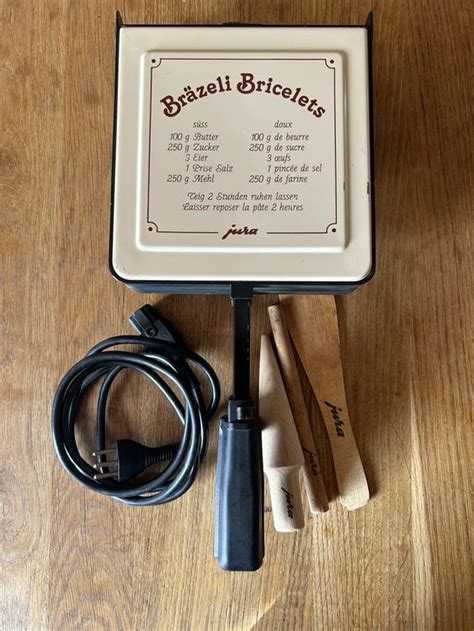 Bräzeli Bricelets
süss doux
100 g Butter 100 g de beurre
250 g Zucker 250 g de sucre
3 Eier 3 œufs
1 Prise Salz 1 pincée de sel
250 g Mehl 250 g de farine
Teig 2 Stunden ruhen lassen
Laisser reposer la pâte 2 heures
jura
jura
jura
jura